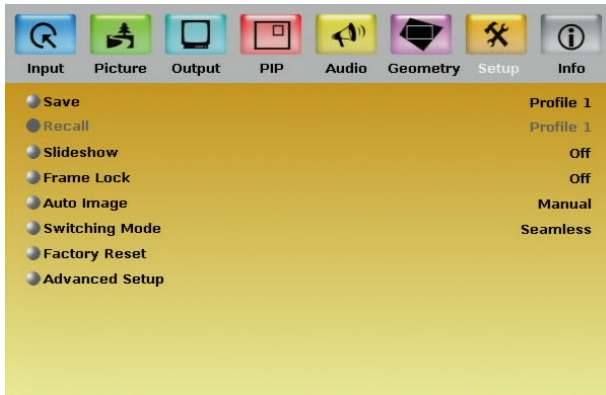 Input Picture Output PIP Audio Geometry Setup Info
Save Profile 1
Recall Profile 1
Slideshow Off
Frame Lock Off
Auto Image Manual
Switching Mode Seamless
Factory Reset
Advanced Setup